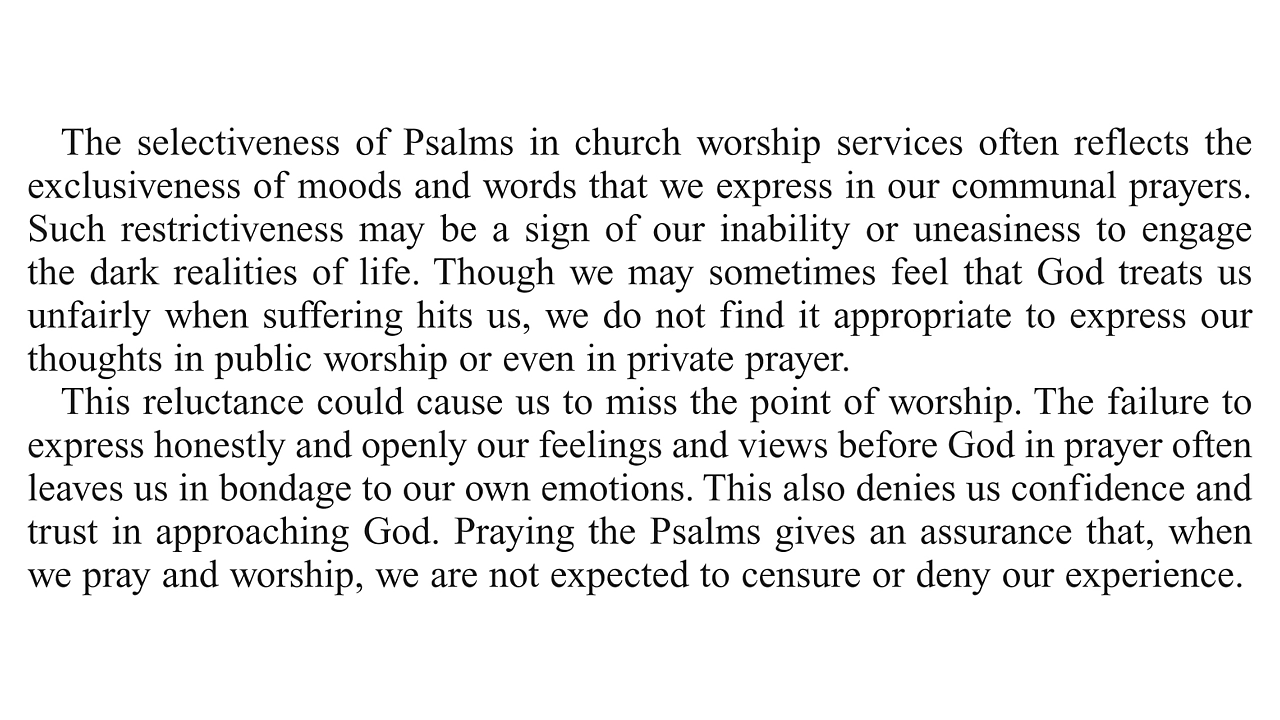 The selectiveness of Psalms in church worship services often reflects the
exclusiveness of moods and words that we express in our communal prayers.
Such restrictiveness may be a sign of our inability or uneasiness to engage
the dark realities of life. Though we may sometimes feel that God treats us
unfairly when suffering hits us, we do not find it appropriate to express our
thoughts in public worship or even in private prayer.
This reluctance could cause us to miss the point of worship. The failure to
express honestly and openly our feelings and views before God in prayer often
leaves us in bondage to our own emotions. This also denies us confidence and
trust in approaching God. Praying the Psalms gives an assurance that, when
we pray and worship, we are not expected to censure or deny our experience.